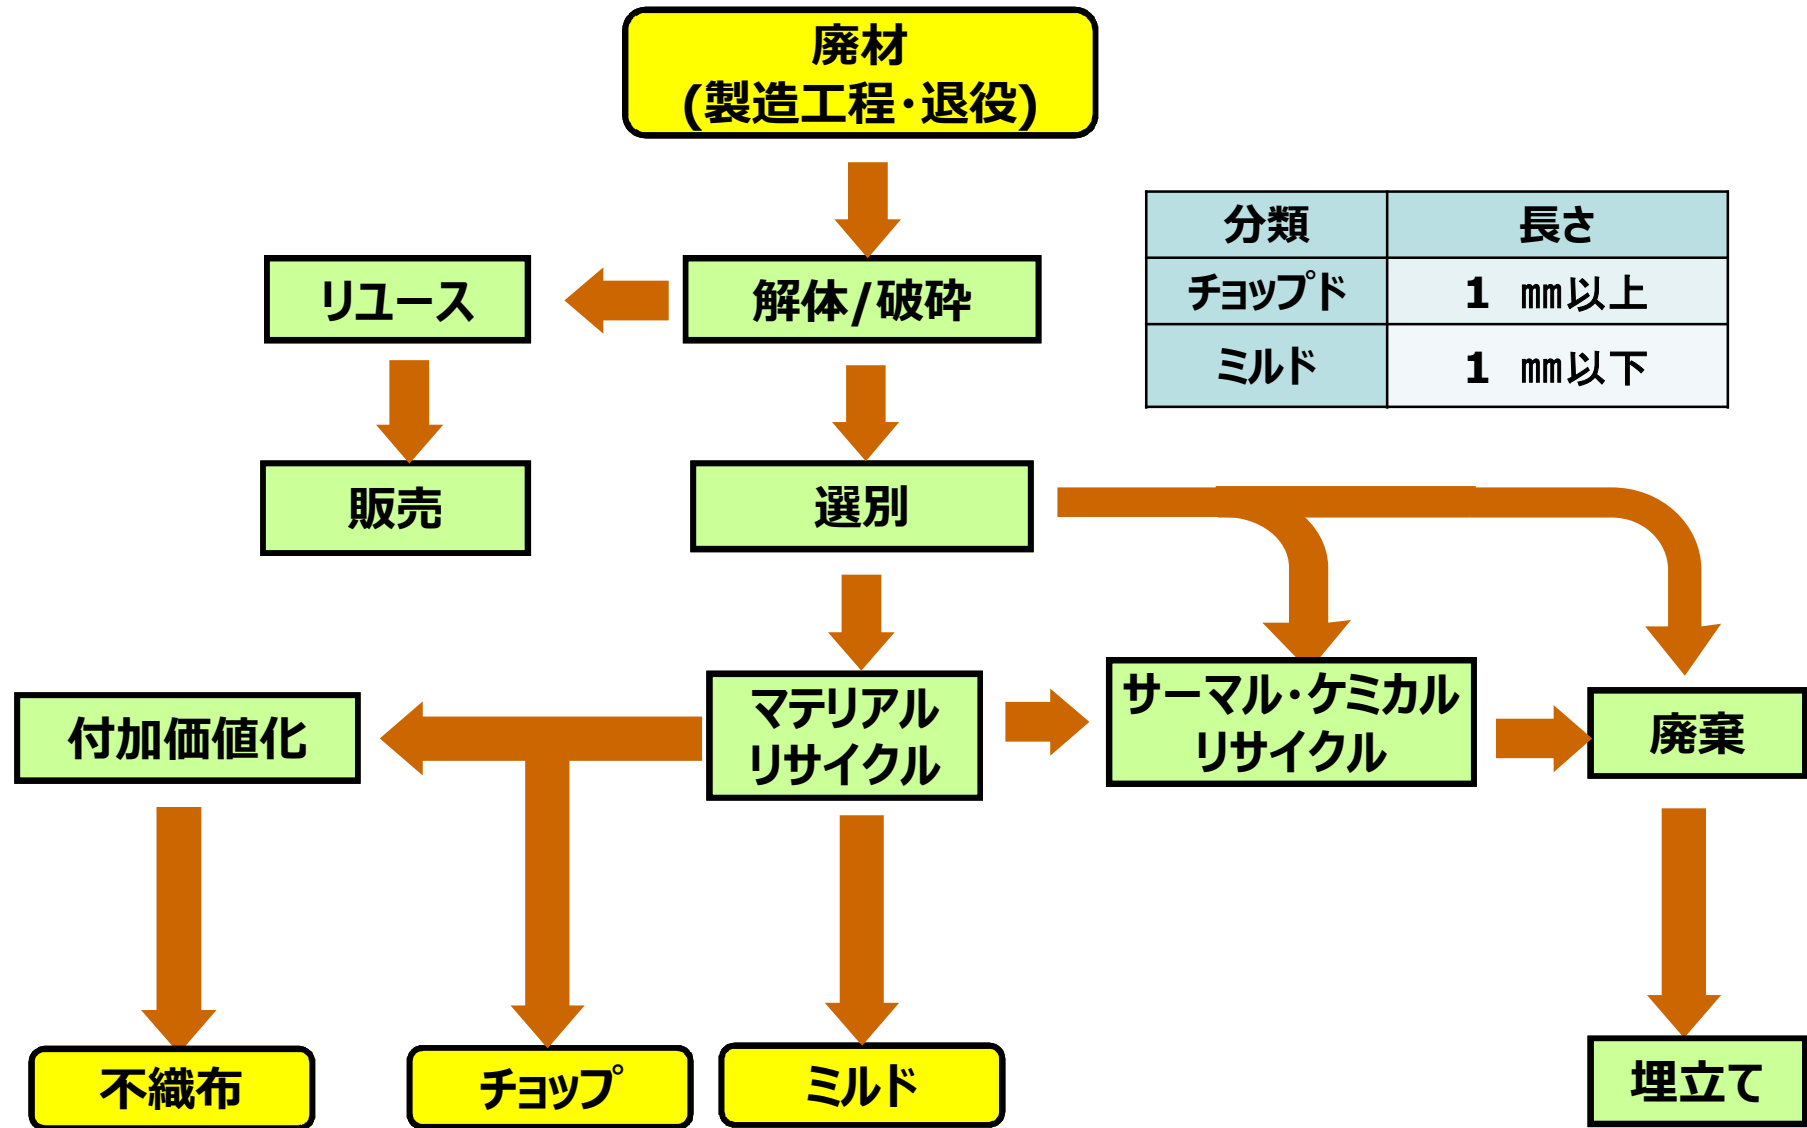 廃材
(製造工程・退役)
分類 長さ
チョップド 1 ㎜以上
ミルド 1 ㎜以下
リユース
解体/破砕
販売
選別
付加価値化
マテリアル
リサイクル
サーマル・ケミカル
リサイクル
廃棄
不織布
チョップ
ミルド
埋立て